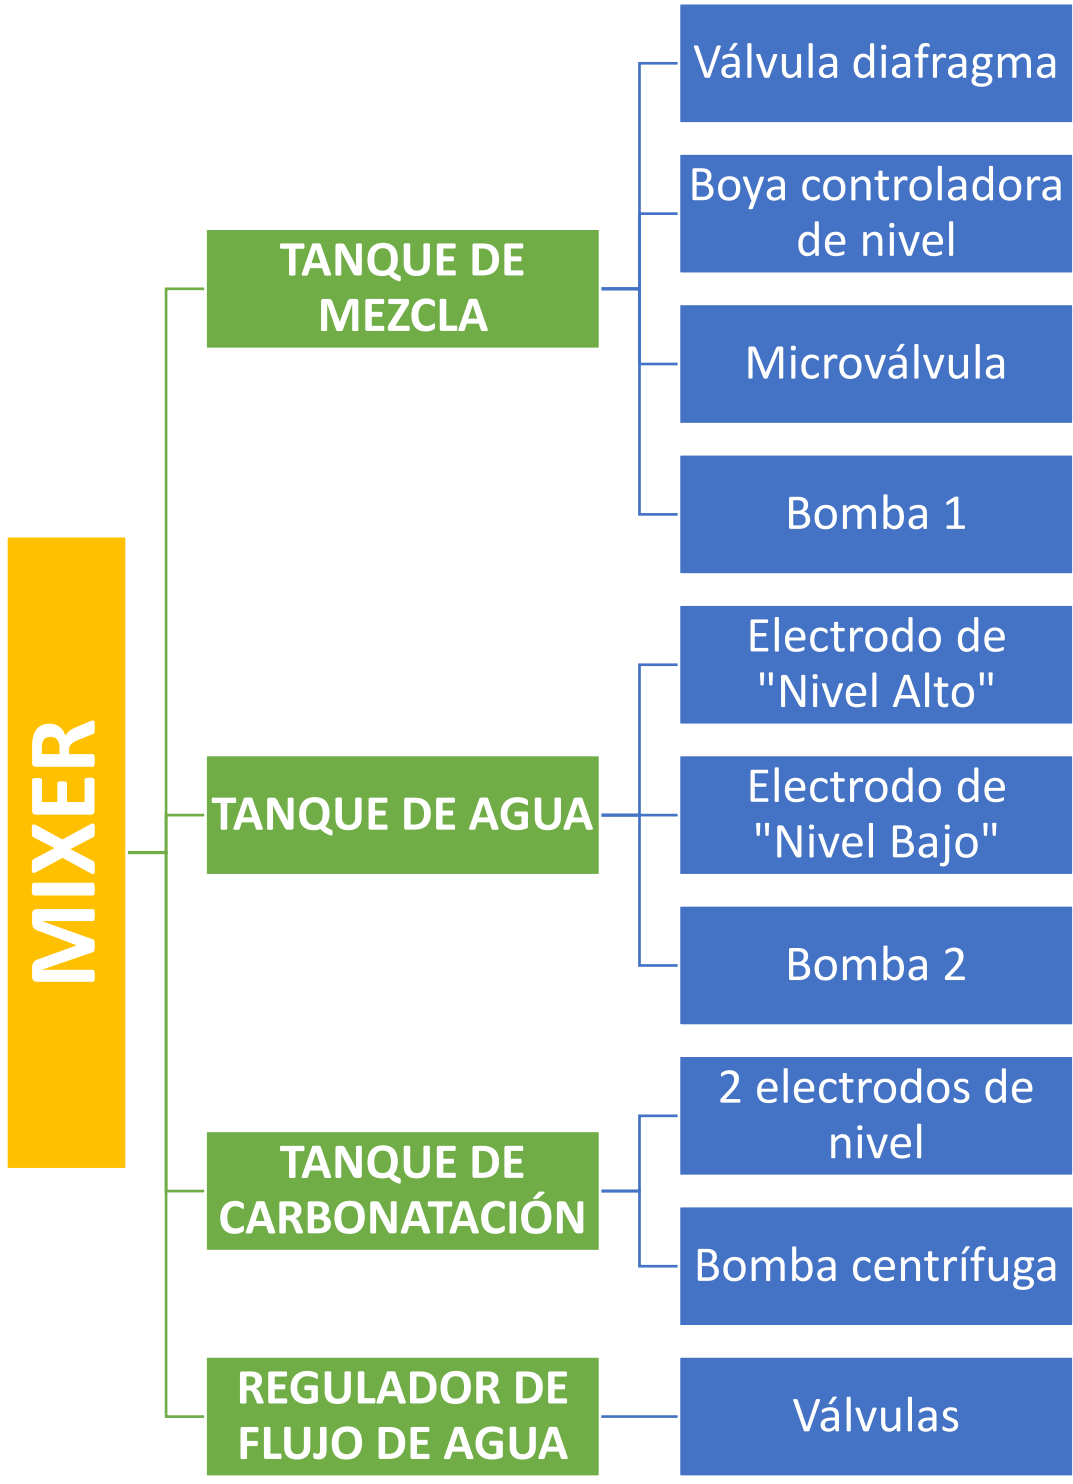 MIXER
TANQUE DE
MEZCLA
Válvula diafragma
Boya controladora
de nivel
Microválvula
Bomba 1
TANQUE DE AGUA
Electrodo de
"Nivel Alto"
Electrodo de
"Nivel Bajo"
Bomba 2
TANQUE DE
CARBONATACIÓN
2 electrodos de
nivel
Bomba centrífuga
REGULADOR DE
FLUJO DE AGUA
Válvulas